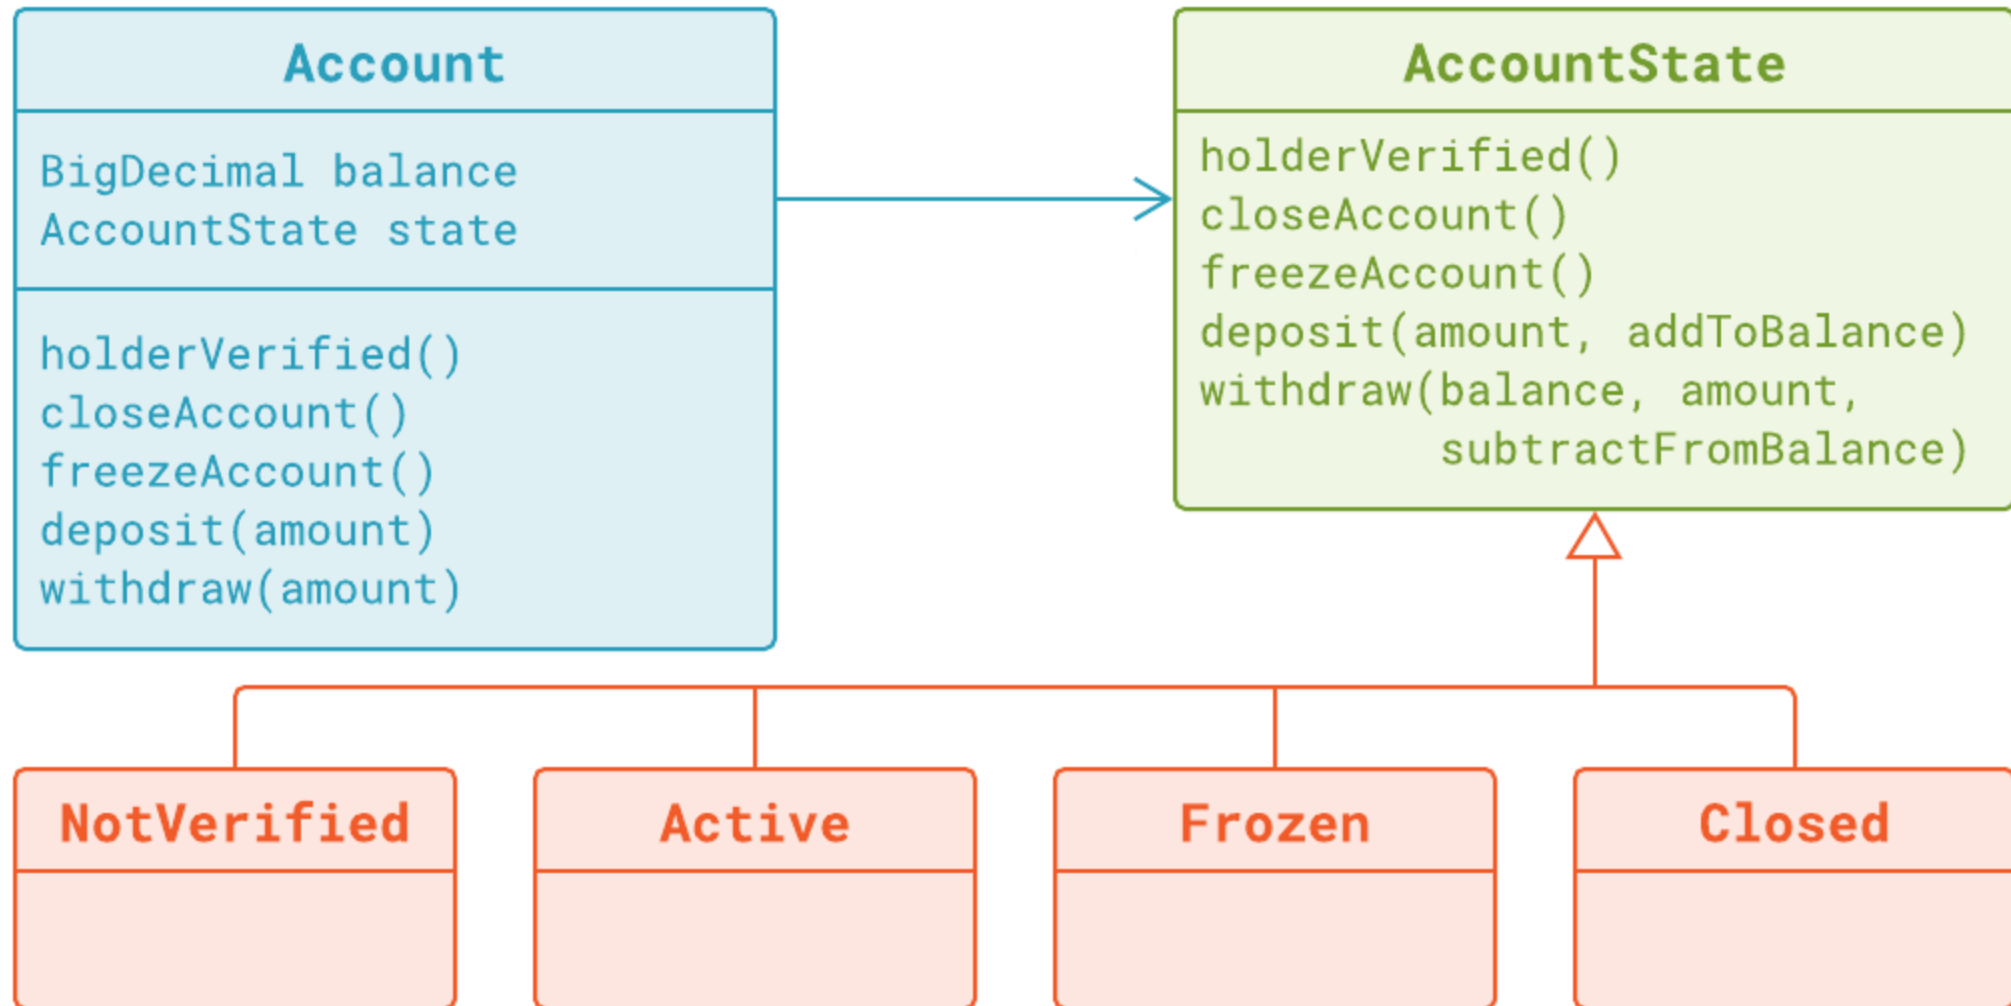 Account
BigDecimal balance
AccountState state
holderVerified()
closeAccount()
freezeAccount()
deposit(amount)
withdraw(amount)
AccountState
holderVerified()
closeAccount()
freezeAccount()
deposit(amount, addToBalance)
withdraw(balance, amount,
subtractFromBalance)
NotVerified
Active
Frozen
Closed